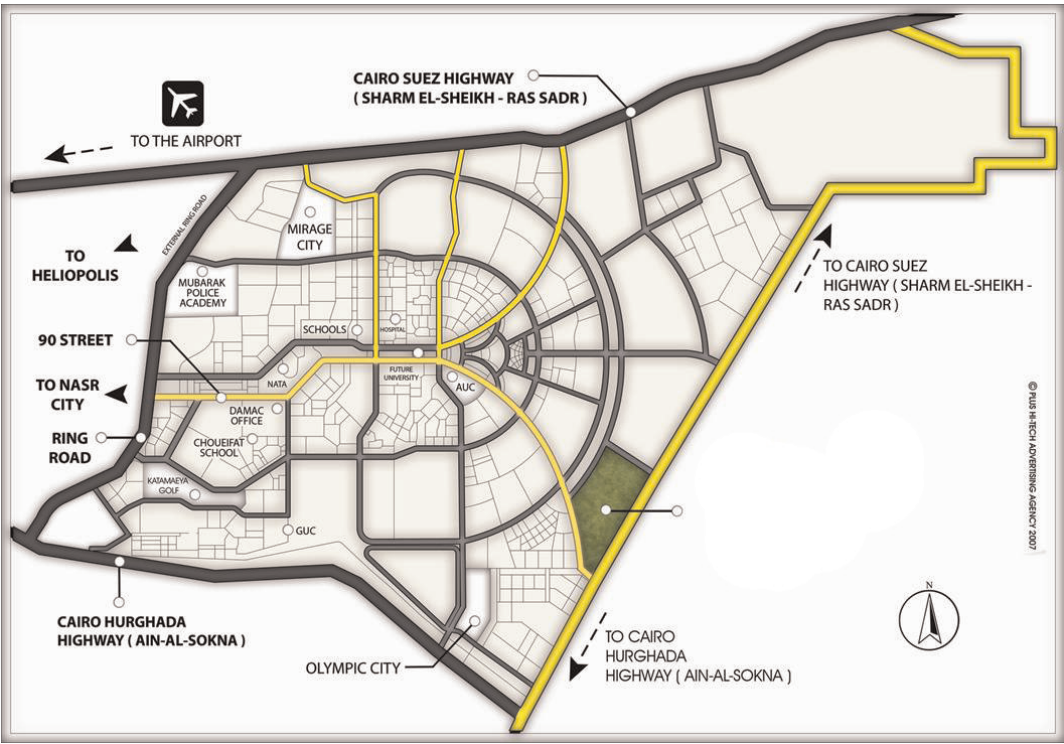 CAIRO SUEZ HIGHWAY
( SHARM EL-SHEIKH - RAS SADR )
TO THE AIRPORT
EXTERNAL RING ROAD
MIRAGE
CITY
TO
HELIOPOLIS
MUBARAK
POLICE
ACADEMY
TO CAIRO SUEZ
HIGHWAY ( SHARM EL-SHEIKH -
RAS SADR )
SCHOOLS
HOSPITAL
90 STREET
FUTURE
UNIVERSITY
NATA
AUC
TO NASR
CITY
DAMAC
OFFICE
RING
ROAD
CHOUEIFAT
SCHOOL
KATAMAEYA
GOLF
GUC
CAIRO HURGHADA
HIGHWAY ( AIN-AL-SOKNA )
OLYMPIC CITY
TO CAIRO
HURGHADA
HIGHWAY ( AIN-AL-SOKNA )
N
© PLUS HI-TECH ADVERTISING AGENCY 2007